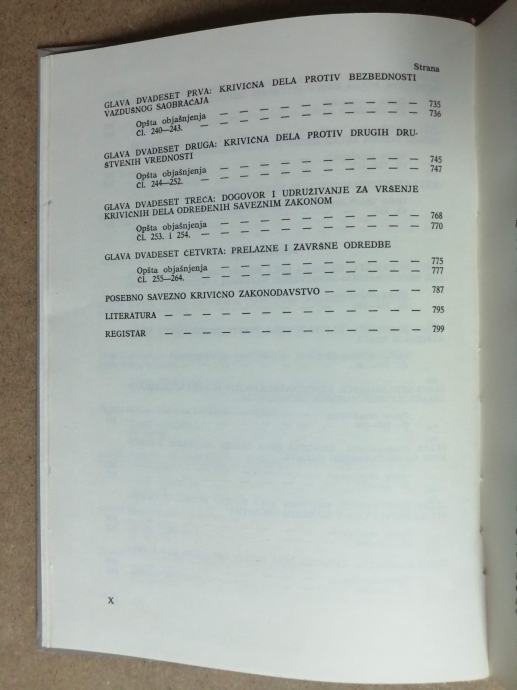 Strana
GLAVA DVADESET PRVA: KRIVIČNA DELA PROTIV BEZBEDNOSTI
VAZDUŠNOG SAOBRAĆAJA
Opšta objašnjenja — — — — — — — — 735
Čl. 240—243. — — — — — — — — — 736
GLAVA DVADESET DRUGA: KRIVIČNA DELA PROTIV DRUGIH DRU-
ŠTVENIH VREDNOSTI
Opšta objašnjenja — — — — — — — — 745
Čl. 244—252. — — — — — — — — — 747
GLAVA DVADESET TREĆA: DOGOVOR I UDRUŽIVANJE ZA VRŠENJE
KRIVIČNIH DELA ODREĐENIH SAVEZNIM ZAKONOM
Opšta objašnjenja — — — — — — — — 768
Čl. 253. i 254. — — — — — — — — — 770
GLAVA DVADESET ČETVRTA: PRELAZNE I ZAVRŠNE ODREDBE
Opšta objašnjenja — — — — — — — — 775
Čl. 255—264. — — — — — — — — — 777
POSEBNO SAVEZNO KRIVIČNO ZAKONODAVSTVO — — — — — 787
LITERATURA — — — — — — — — — — — 795
REGISTAR — — — — — — — — — — — 799
X